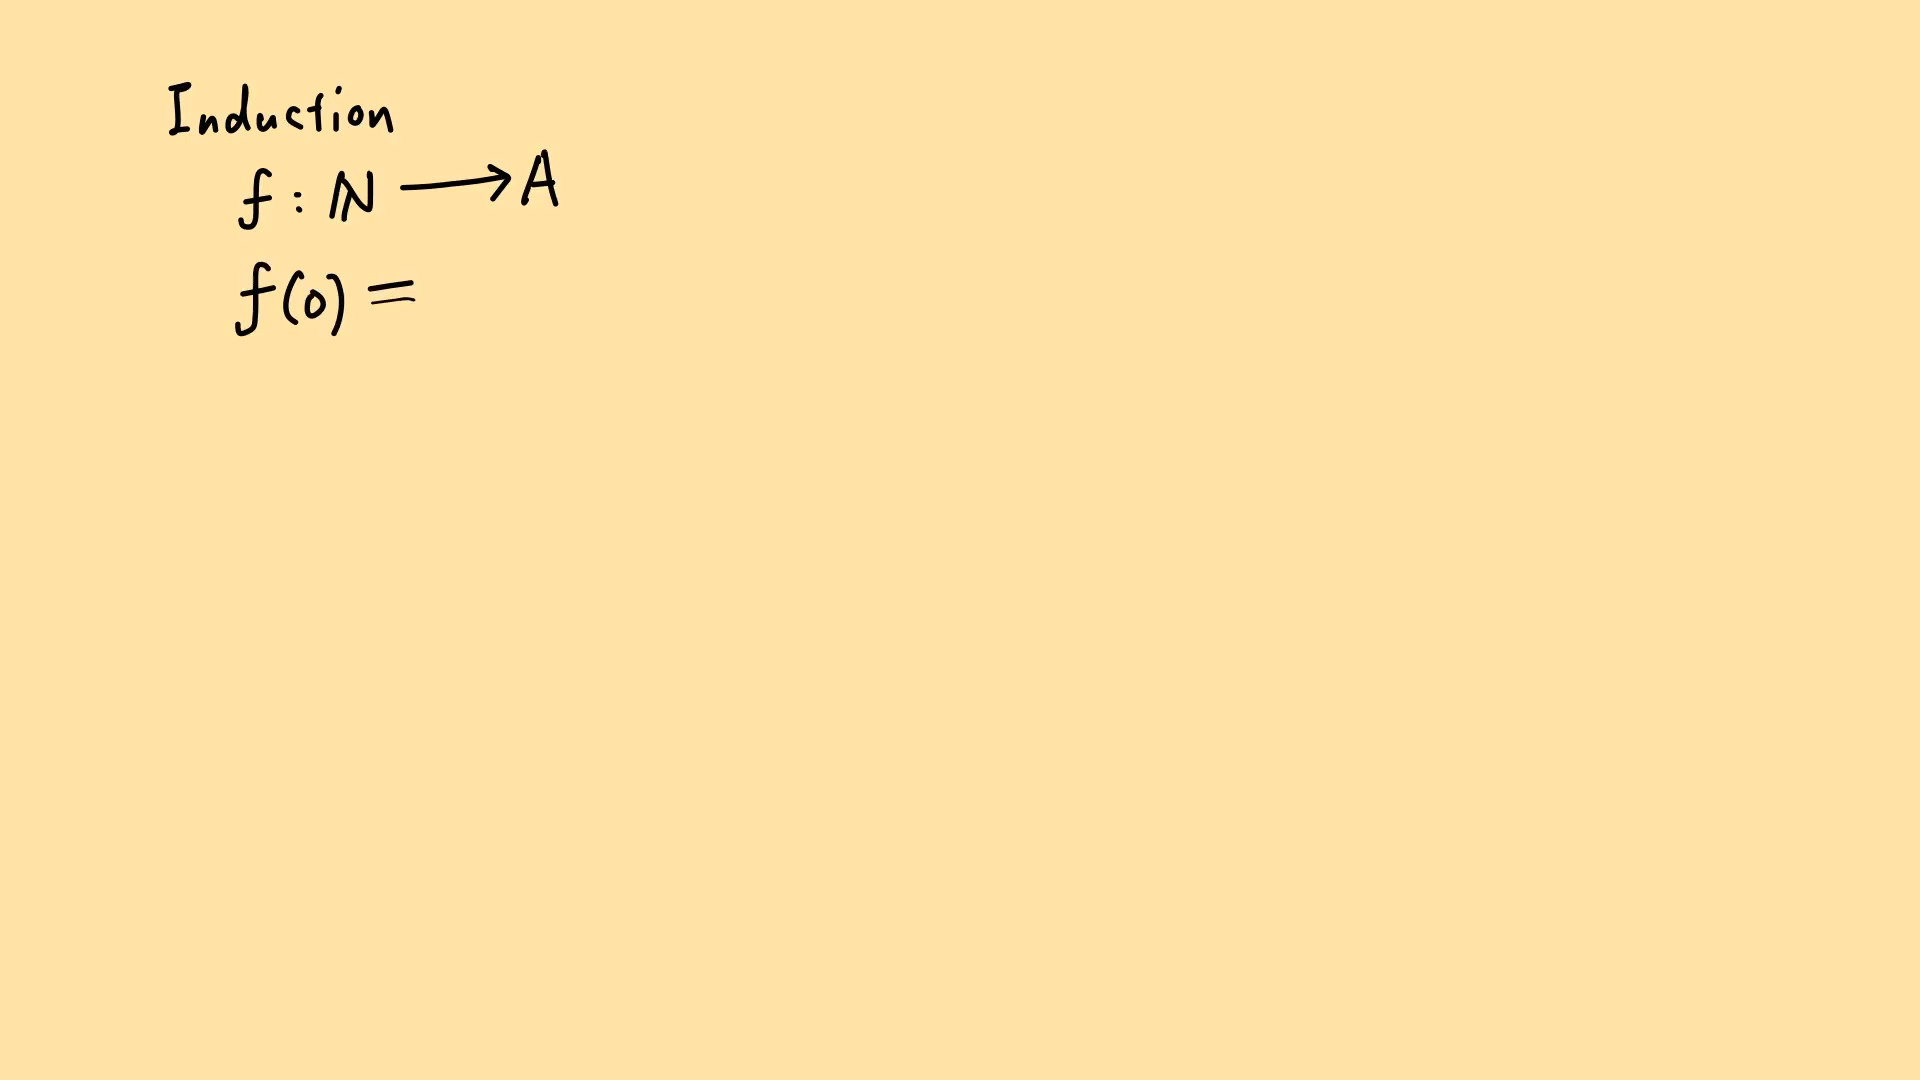 Induction
f : ℕ ⟶ A
f(0) =